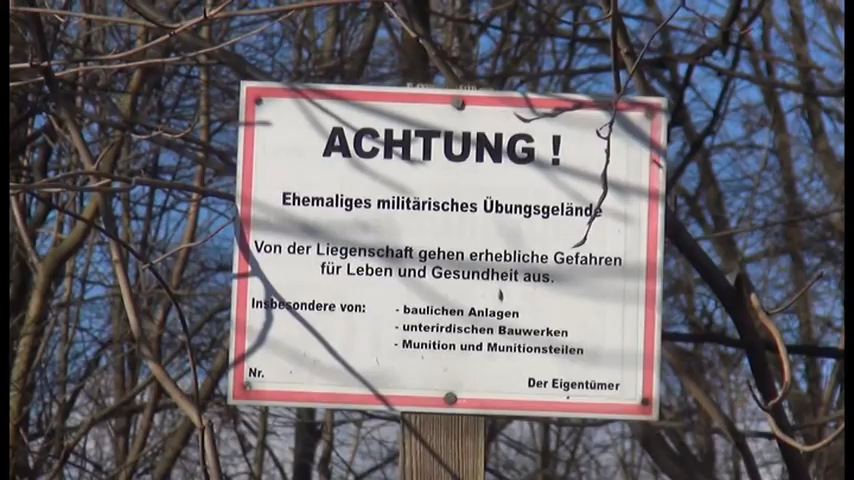 ACHTUNG !
Ehemaliges militärisches Übungsgelände
Von der Liegenschaft gehen erhebliche Gefahren
für Leben und Gesundheit aus.
Insbesondere von: - baulichen Anlagen
- unterirdischen Bauwerken
- Munition und Munitionsteilen
Nr. Der Eigentümer